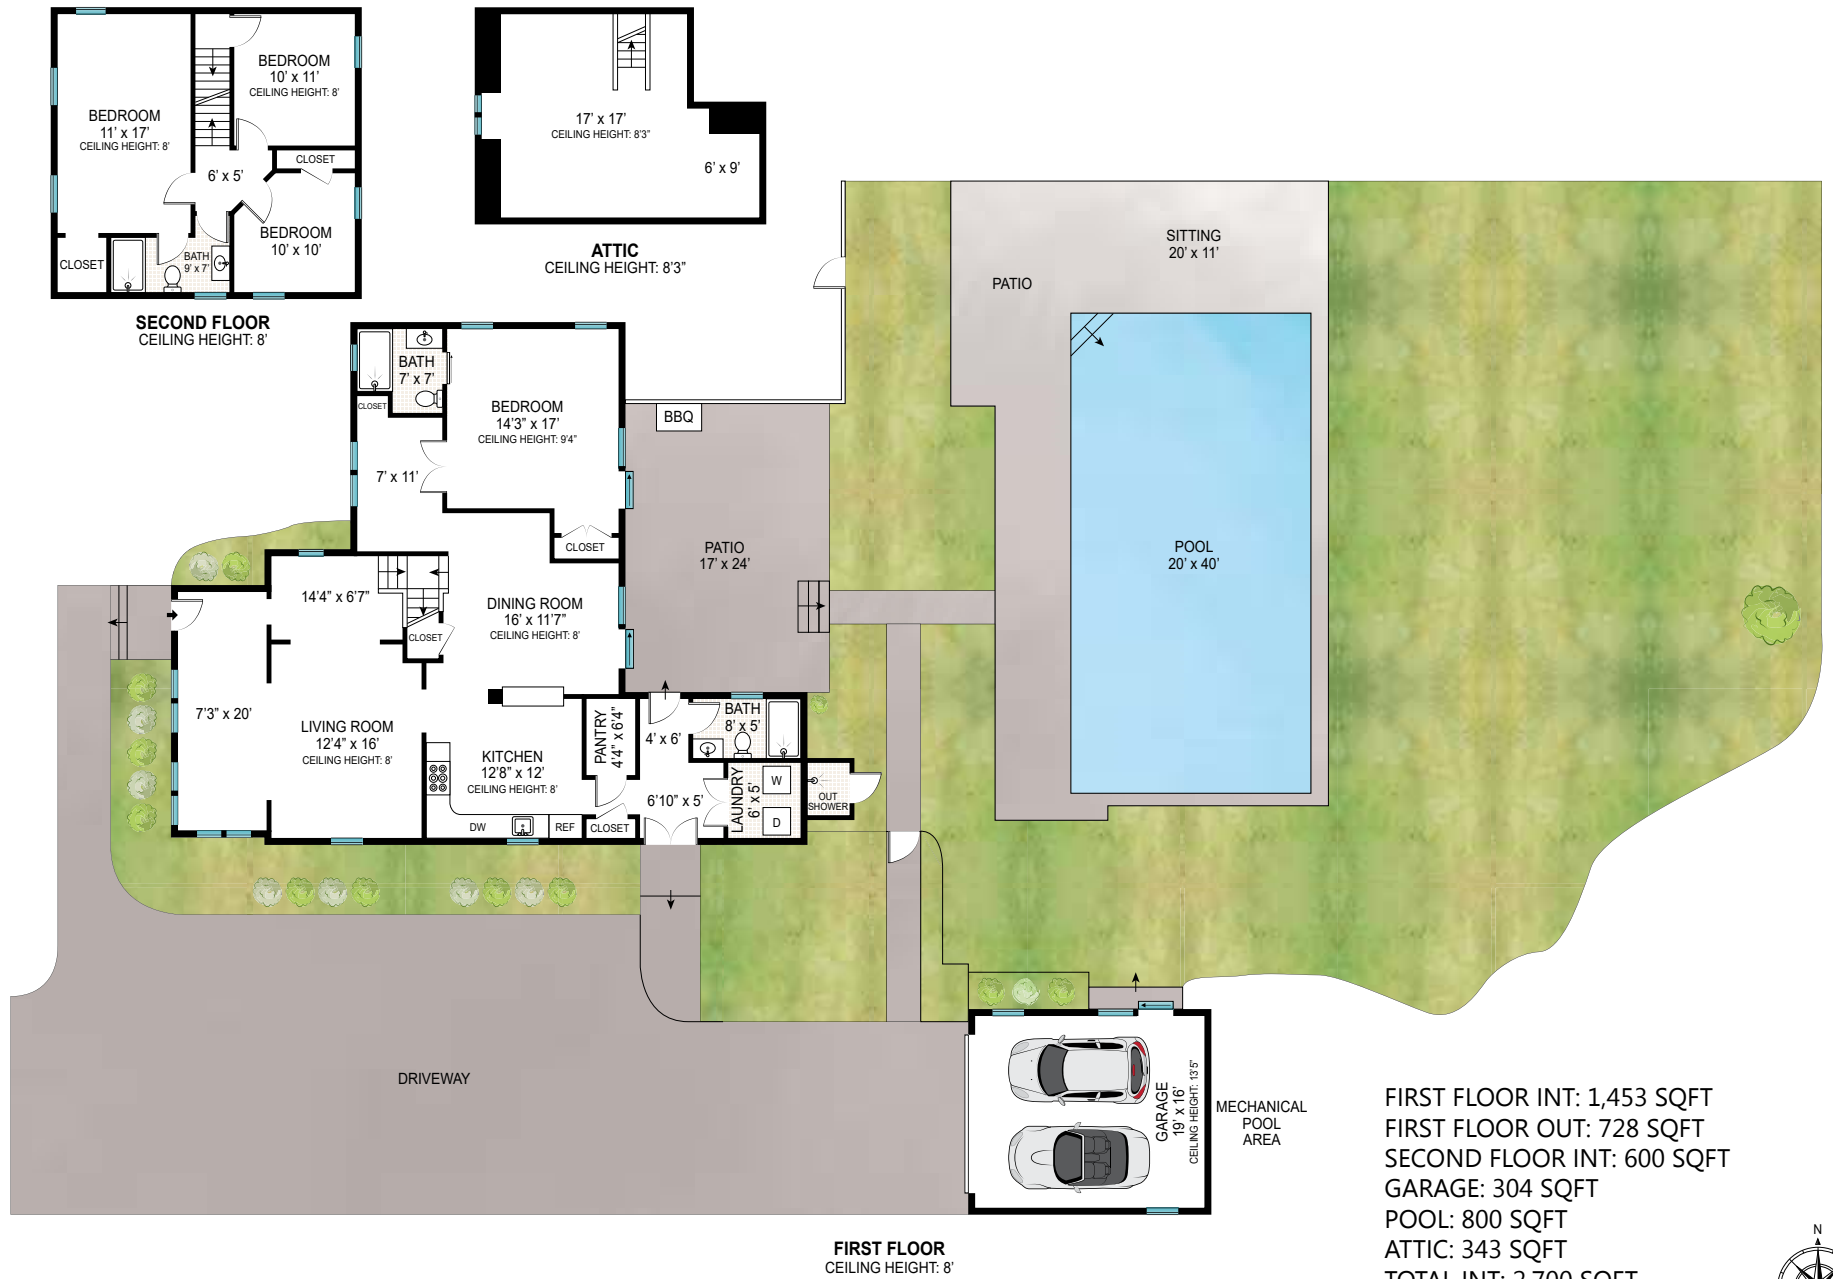 BEDROOM
11' x 17'
CEILING HEIGHT: 8'
BEDROOM
10' x 11'
CEILING HEIGHT: 8'
6' x 5'
CLOSET
BEDROOM
10' x 10'
CLOSET
BATH
9' x 7'
SECOND FLOOR
CEILING HEIGHT: 8'
17' x 17'
CEILING HEIGHT: 8'3"
6' x 9'
ATTIC
CEILING HEIGHT: 8'3"
SITTING
20' x 11'
PATIO
POOL
20' x 40'
BATH
7' x 7'
CLOSET
BEDROOM
14'3" x 17'
CEILING HEIGHT: 9'4"
BBQ
7' x 11'
CLOSET
PATIO
17' x 24'
14'4" x 6'7"
CLOSET
DINING ROOM
16' x 11'7"
CEILING HEIGHT: 8'
7'3" x 20'
LIVING ROOM
12'4" x 16'
CEILING HEIGHT: 8'
KITCHEN
12'8" x 12'
CEILING HEIGHT: 8'
DW
REF
PANTRY
4'4" x 6'4"
CLOSET
4' x 6'
6'10" x 5'
BATH
8' x 5'
LAUNDRY
6' x 5'
W
D
OUT
SHOWER
DRIVEWAY
GARAGE
19' x 16'
CEILING HEIGHT: 13'5"
MECHANICAL
POOL
AREA
FIRST FLOOR
CEILING HEIGHT: 8'
FIRST FLOOR INT: 1,453 SQFT
FIRST FLOOR OUT: 728 SQFT
SECOND FLOOR INT: 600 SQFT
GARAGE: 304 SQFT
POOL: 800 SQFT
ATTIC: 343 SQFT
TOTAL INT: 2,700 SQFT
N